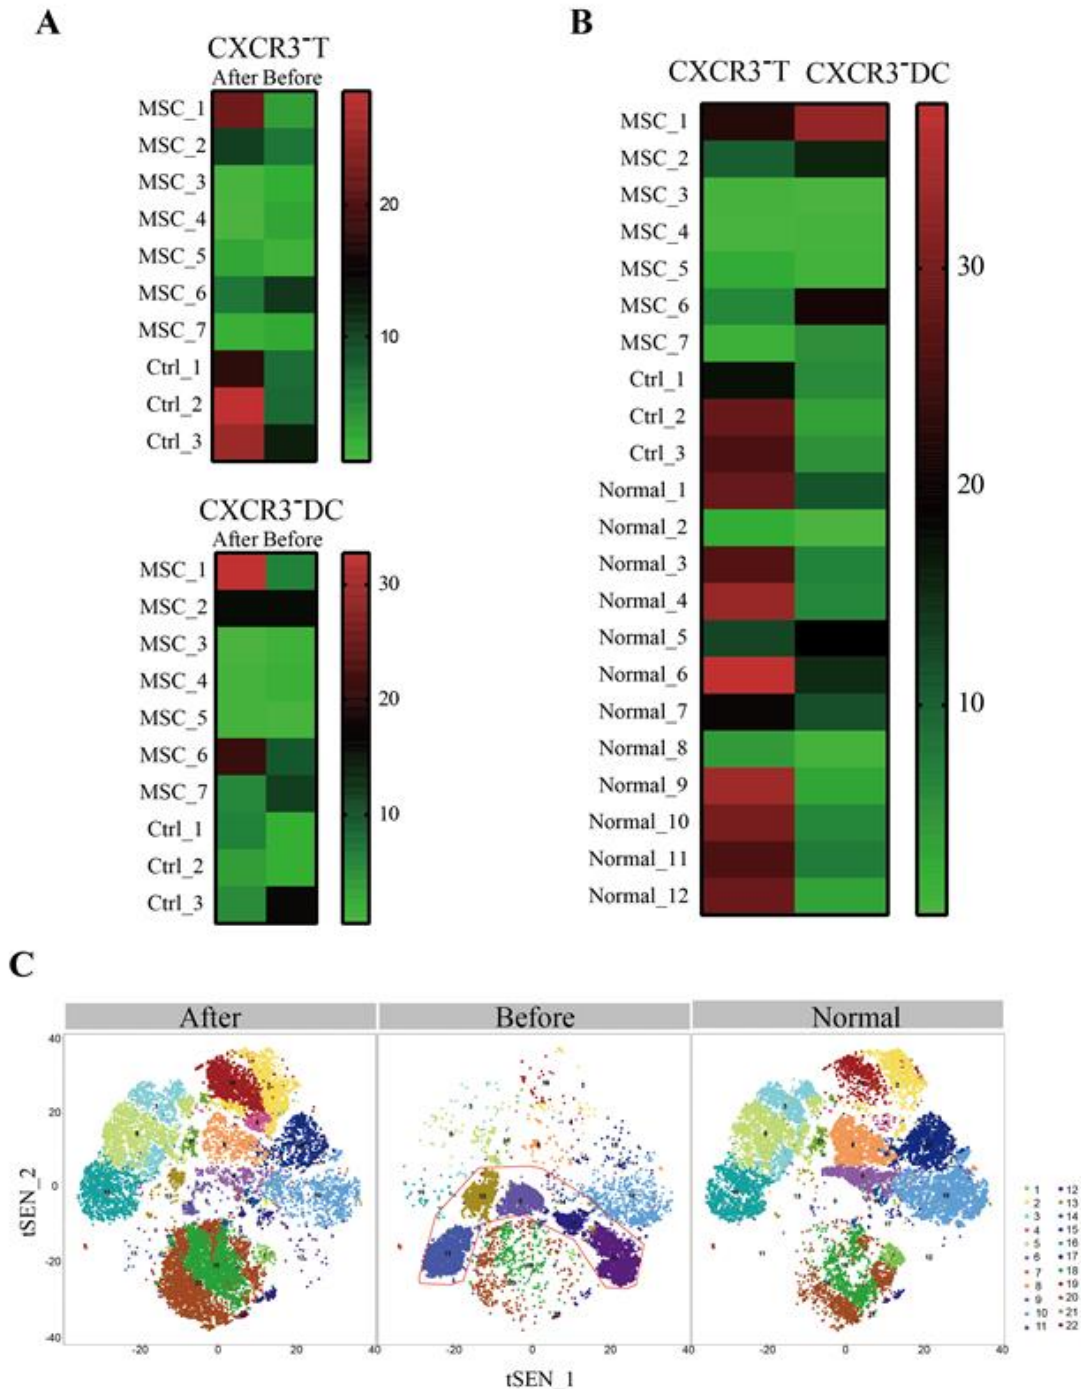 A
CXCR3⁻T
After Before
MSC_1
MSC_2
MSC_3
MSC_4
MSC_5
MSC_6
MSC_7
Ctrl_1
Ctrl_2
Ctrl_3
20
10
CXCR3⁻DC
After Before
MSC_1
MSC_2
MSC_3
MSC_4
MSC_5
MSC_6
MSC_7
Ctrl_1
Ctrl_2
Ctrl_3
30
20
10
B
CXCR3⁻T CXCR3⁻DC
MSC_1
MSC_2
MSC_3
MSC_4
MSC_5
MSC_6
MSC_7
Ctrl_1
Ctrl_2
Ctrl_3
Normal_1
Normal_2
Normal_3
Normal_4
Normal_5
Normal_6
Normal_7
Normal_8
Normal_9
Normal_10
Normal_11
Normal_12
30
20
10
C
After Before Normal
tSEN_2
40
20
0
-20
-40
-20 0 20 40 -20 0 20 40 -20 0 20 40
tSEN_1
1 12
2 13
3 14
4 15
5 16
6 17
7 18
8 19
9 20
10 21
11 22